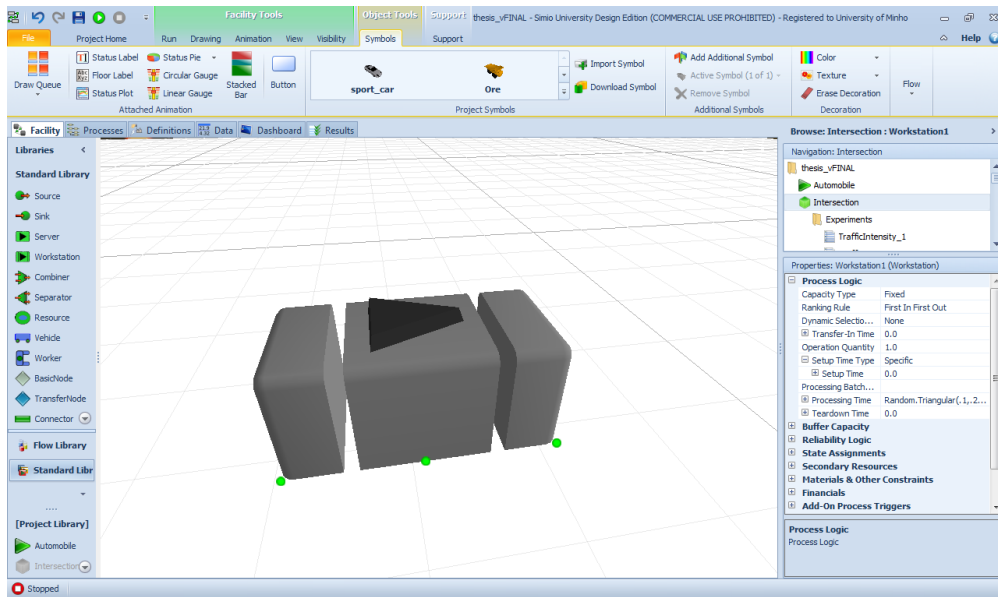 Facility Tools Object Tools Support thesis_vFINAL - Simio University Design Edition (COMMERCIAL USE PROHIBITED) - Registered to University of Minho
File Project Home Run Drawing Animation View Visibility Symbols Support Help
Status Label Status Pie
Floor Label Circular Gauge
Status Plot Linear Gauge
Draw Queue
Stacked Bar
Button
Attached Animation
sport_car Ore
Import Symbol
Download Symbol
Project Symbols
Add Additional Symbol
Active Symbol (1 of 1)
Remove Symbol
Additional Symbols
Color
Texture
Erase Decoration
Decoration
Flow
Facility Processes Definitions Data Dashboard Results
Libraries
Standard Library
Source
Sink
Server
Workstation
Combiner
Separator
Resource
Vehicle
Worker
BasicNode
TransferNode
Connector
Flow Library
Standard Libr
[Project Library]
Automobile
Intersection
Browse: Intersection : Workstation1
Navigation: Intersection
thesis_vFINAL
Automobile
Intersection
Experiments
TrafficIntensity_1
Properties: Workstation1 (Workstation)
Process Logic
Capacity Type Fixed
Ranking Rule First In First Out
Dynamic Selectio... None
Transfer-In Time 0.0
Operation Quantity 1.0
Setup Time Type Specific
Setup Time 0.0
Processing Batch...
Processing Time Random.Triangular(.1,.2...
Teardown Time 0.0
Buffer Capacity
Reliability Logic
State Assignments
Secondary Resources
Materials & Other Constraints
Financials
Add-On Process Triggers
Process Logic
Process Logic
Stopped